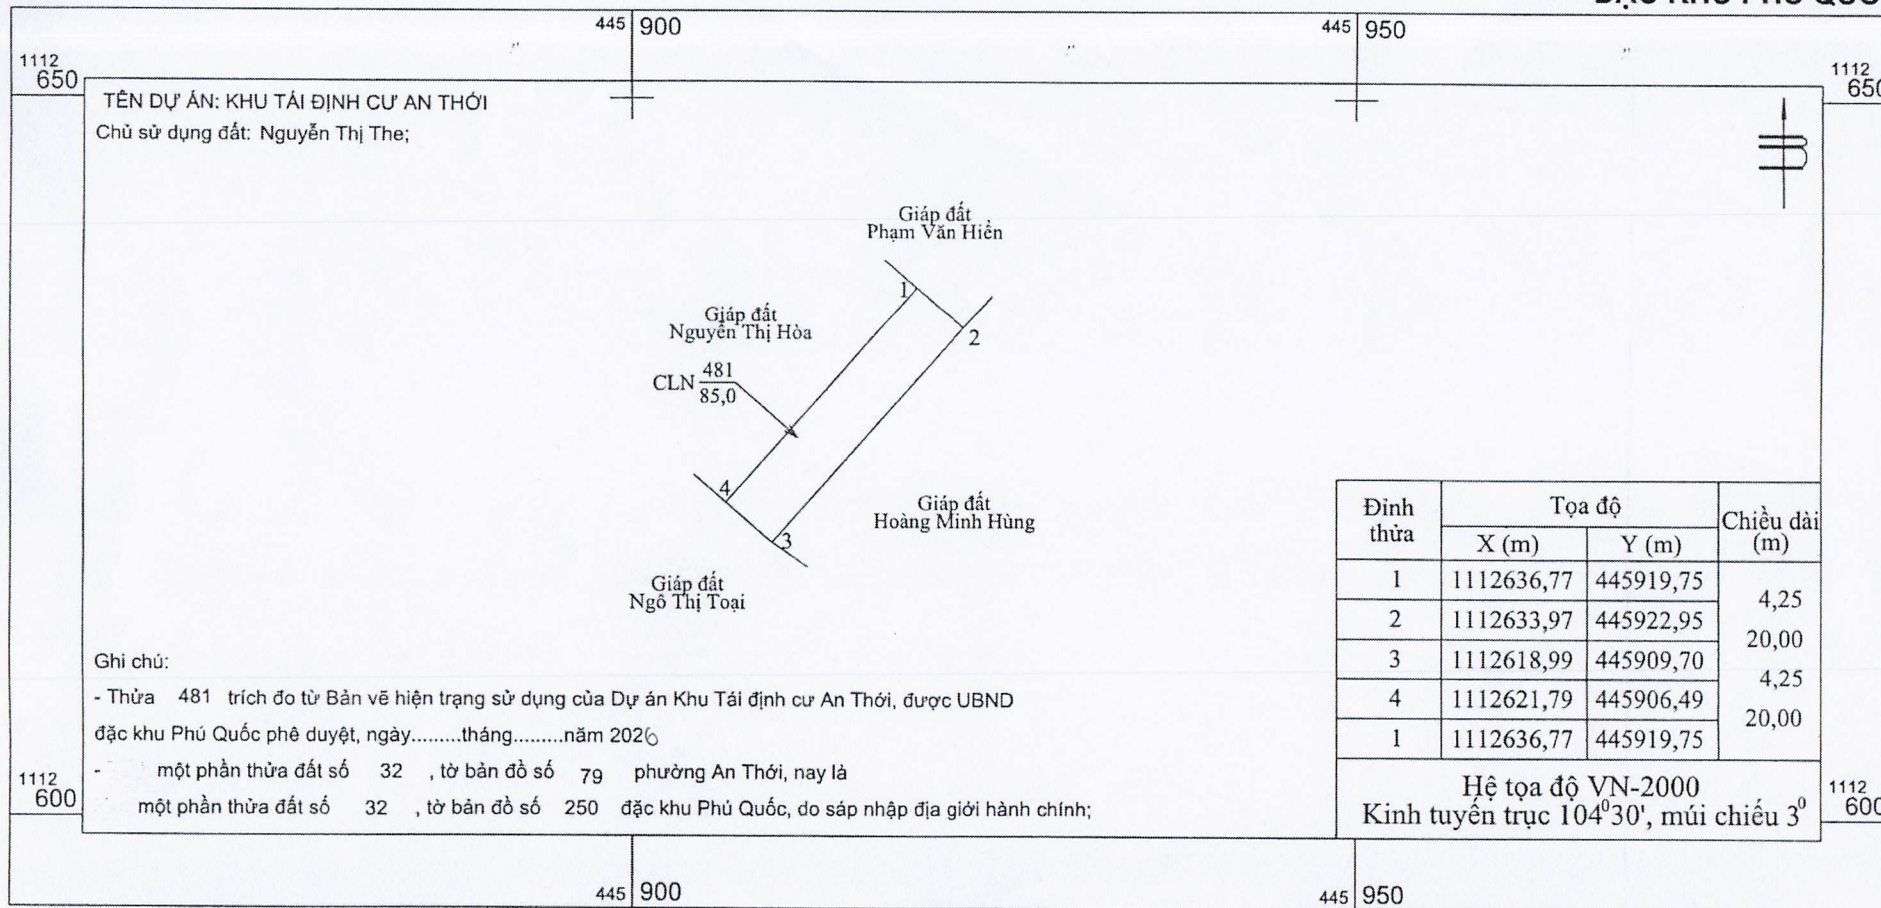 445 900
445 950
1112 650
1112 650
TÊN DỰ ÁN: KHU TÁI ĐỊNH CƯ AN THỚI
Chủ sử dụng đất: Nguyễn Thị The;
Giáp đất
Phạm Văn Hiền
1
2
Giáp đất
Nguyễn Thị Hòa
CLN 481
85,0
4
3
Giáp đất
Hoàng Minh Hùng
Giáp đất
Ngô Thị Toại
Đỉnh thửa Tọa độ Chiều dài (m)
X (m) Y (m)
1 1112636,77 445919,75
4,25
2 1112633,97 445922,95
20,00
3 1112618,99 445909,70
4,25
4 1112621,79 445906,49
20,00
1 1112636,77 445919,75
Hệ tọa độ VN-2000
Kinh tuyến trục 104⁰30', múi chiếu 3⁰
Ghi chú:
- Thửa 481 trích đo từ Bản vẽ hiện trạng sử dụng của Dự án Khu Tái định cư An Thới, được UBND
đặc khu Phú Quốc phê duyệt, ngày.........tháng.........năm 2026
- một phần thửa đất số 32 , tờ bản đồ số 79 phường An Thới, nay là
một phần thửa đất số 32 , tờ bản đồ số 250 đặc khu Phú Quốc, do sáp nhập địa giới hành chính;
1112 600
1112 600
445 900
445 950